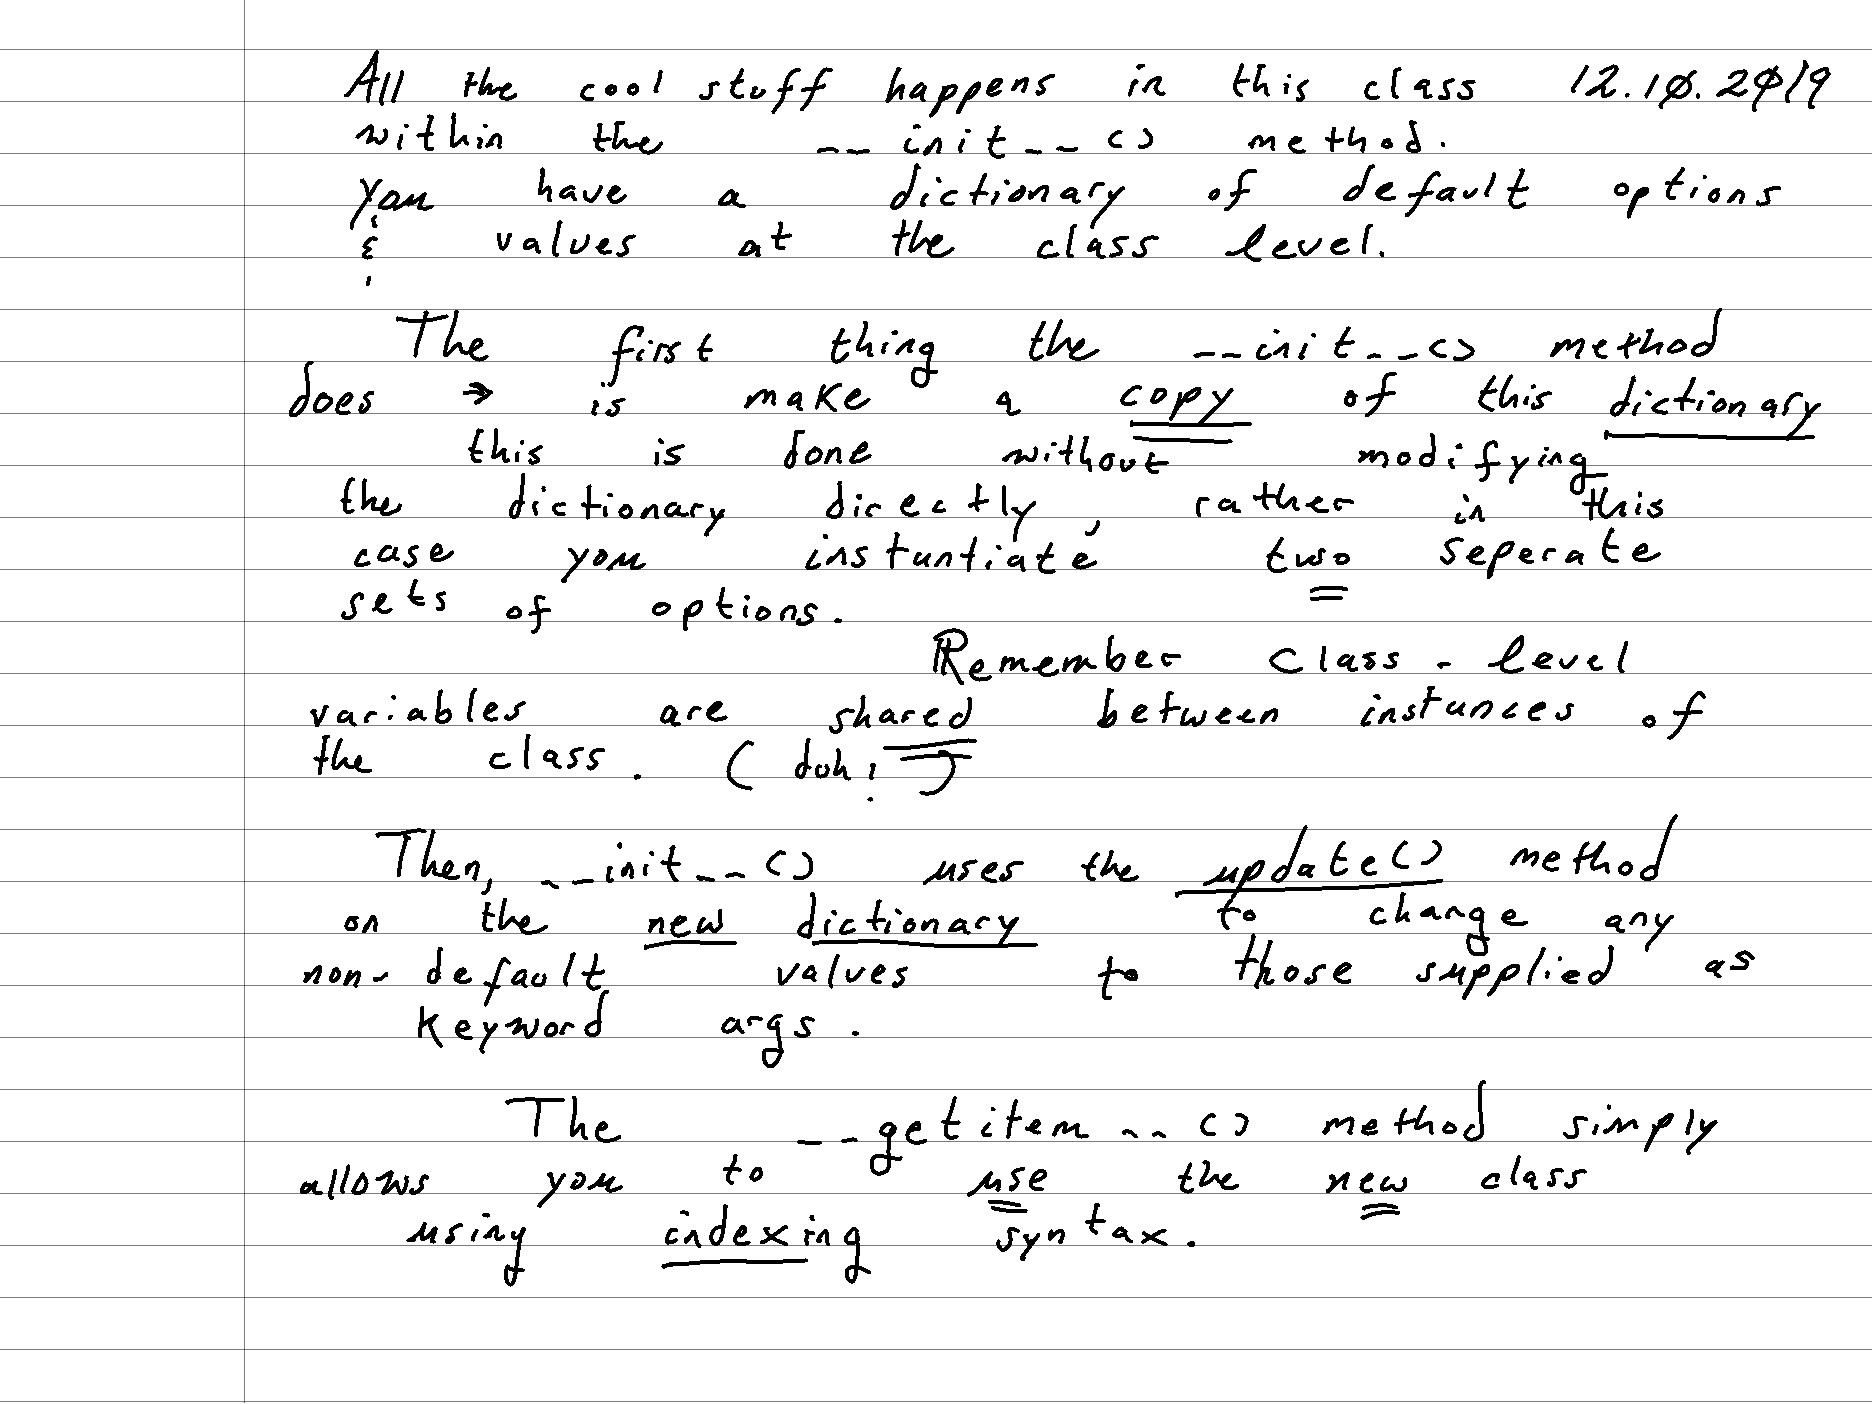 All the cool stuff happens in this class 12.10.2019
within the __init__() method.
You have a dictionary of default options
& values at the class level.
The first thing the __init__() method
does → is make a copy of this dictionary
this is done without modifying
the dictionary directly, rather in this
case you instuntiate two seperate
sets of options.
Remember Class-level
variables are shared between instunces of
the class. (doh!)
Then, __init__() uses the update() method
on the new dictionary to change any
non-default values to those supplied as
Keyword args.
The __getitem__() method simply
allows you to use the new class
using indexing syntax.